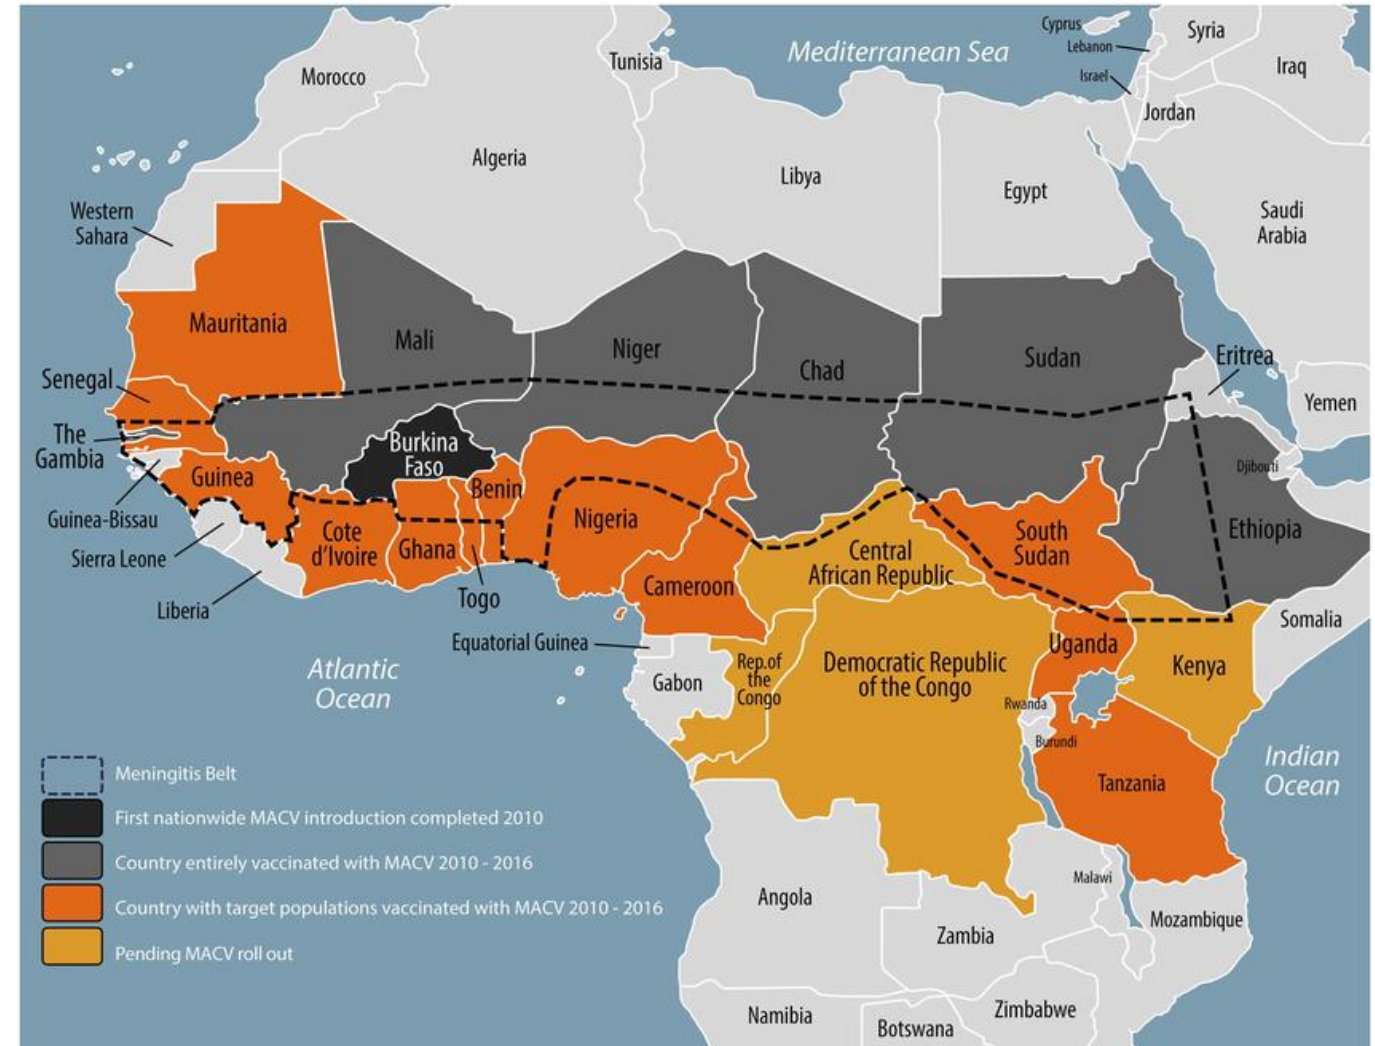 Cyprus
Syria
Lebanon
Mediterranean Sea
Tunisia
Iraq
Morocco
Israel
Jordan
Algeria
Libya
Egypt
Western
Sahara
Saudi
Arabia
Mauritania
Mali
Niger
Chad
Sudan
Eritrea
Senegal
Yemen
The
Gambia
Burkina
Faso
Djibouti
Guinea
Benin
Guinea-Bissau
Nigeria
Ethiopia
Cote
d'Ivoire
Ghana
South
Sudan
Sierra Leone
Central
African Republic
Cameroon
Togo
Liberia
Somalia
Equatorial Guinea
Uganda
Atlantic
Ocean
Gabon
Rep.of
the
Congo
Democratic Republic
of the Congo
Kenya
Rwanda
Burundi
Indian
Ocean
Tanzania
Meningitis Belt
First nationwide MACV introduction completed 2010
Country entirely vaccinated with MACV 2010 - 2016
Country with target populations vaccinated with MACV 2010 - 2016
Pending MACV roll out
Angola
Malawi
Zambia
Mozambique
Namibia
Botswana
Zimbabwe